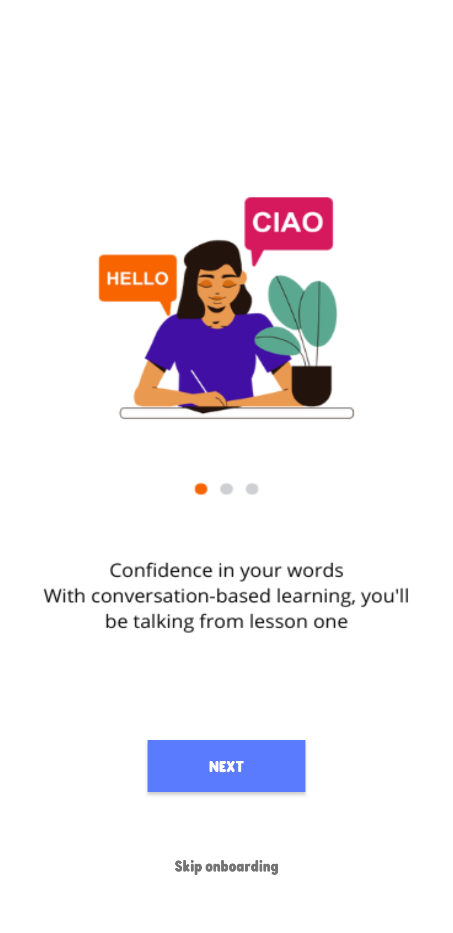 CIAO
HELLO
Confidence in your words
With conversation-based learning, you'll
be talking from lesson one
NEXT
Skip onboarding